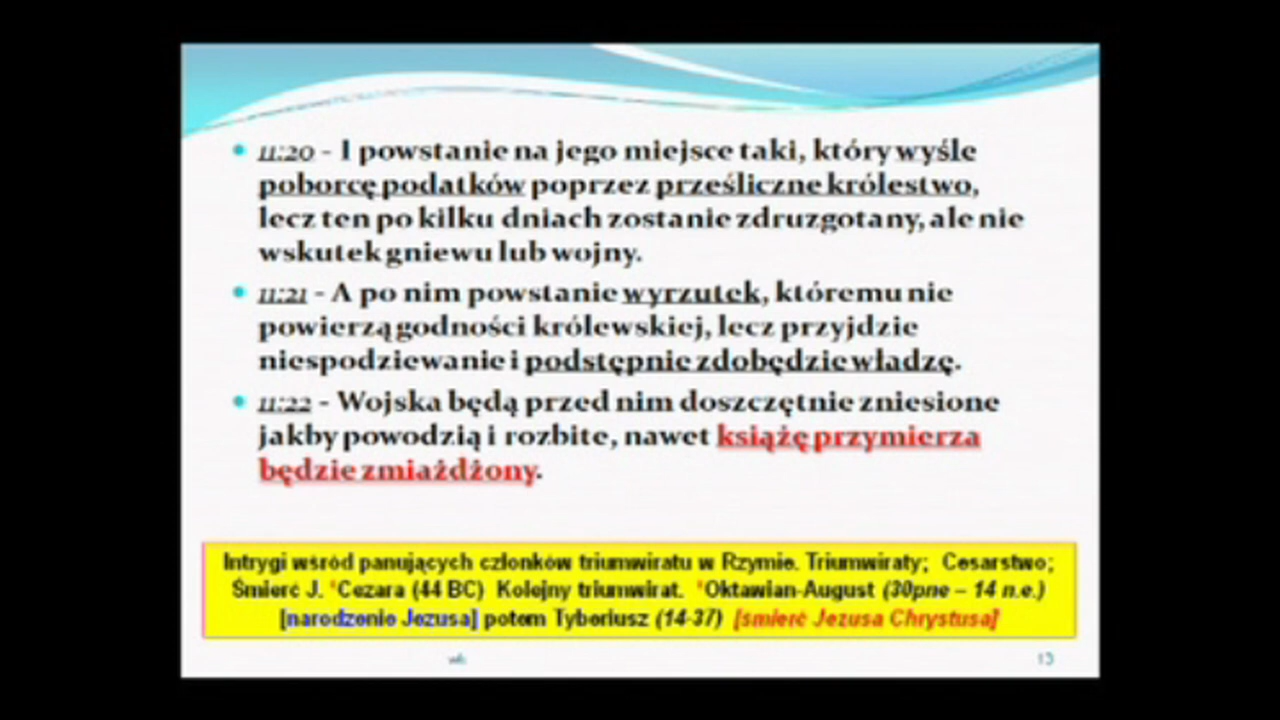 11:20 - I powstanie na jego miejsce taki, który wyśle
poborcę podatków poprzez prześliczne królestwo,
lecz ten po kilku dniach zostanie zdruzgotany, ale nie
wskutek gniewu lub wojny.
11:21 - A po nim powstanie wyrzutek, któremu nie
powierzą godności królewskiej, lecz przyjdzie
niespodziewanie i podstępnie zdobędzie władzę.
11:22 - Wojska będą przed nim doszczętnie zniesione
jakby powodzią i rozbite, nawet książę przymierza
będzie zmiażdżony.
Intrygi wśród panujących członków triumwiratu w Rzymie. Triumwiraty; Cesarstwo;
Śmierć J. *Cezara (44 BC) Kolejny triumwirat. *Oktawian-August (30pne – 14 n.e.)
[narodzenie Jezusa] potem Tyberiusz (14-37) [śmierć Jezusa Chrystusa]
13